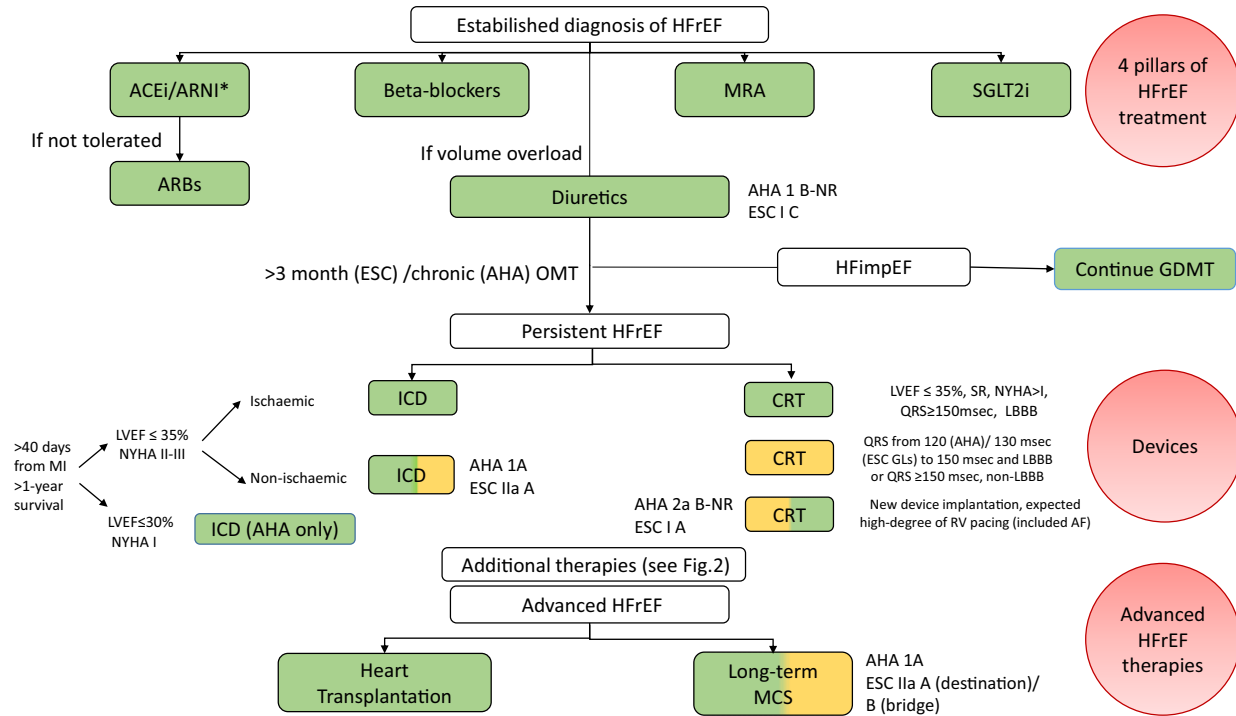 Estabilished diagnosis of HFrEF
ACEi/ARNI*
Beta-blockers
MRA
SGLT2i
4 pillars of
HFrEF
treatment
If not tolerated
ARBs
If volume overload
Diuretics
AHA 1 B-NR
ESC I C
>3 month (ESC) /chronic (AHA) OMT
HFimpEF
Continue GDMT
Persistent HFrEF
>40 days
from MI
>1-year
survival
LVEF ≤ 35%
NYHA II-III
Ischaemic
ICD
Non-ischaemic
ICD
AHA 1A
ESC IIa A
LVEF≤30%
NYHA I
ICD (AHA only)
CRT
LVEF ≤ 35%, SR, NYHA>I,
QRS≥150msec, LBBB
CRT
QRS from 120 (AHA)/ 130 msec
(ESC GLs) to 150 msec and LBBB
or QRS ≥150 msec, non-LBBB
AHA 2a B-NR
ESC I A
CRT
New device implantation, expected
high-degree of RV pacing (included AF)
Devices
Additional therapies (see Fig.2)
Advanced HFrEF
Heart
Transplantation
Long-term
MCS
AHA 1A
ESC IIa A (destination)/
B (bridge)
Advanced
HFrEF
therapies